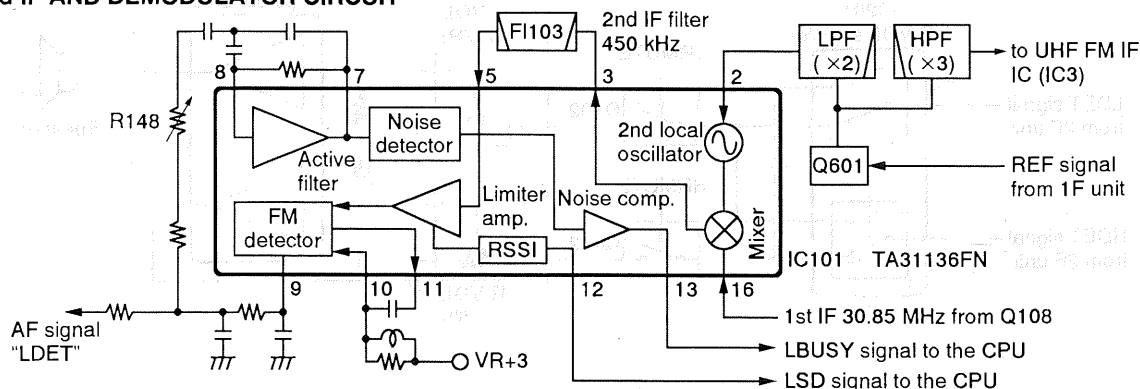 IF AND DEMODULATOR CIRCUIT
FI103
2nd IF filter
450 kHz
LPF
( ×2)
HPF
( ×3)
to UHF FM IF
IC (IC3)
8
7
5
3
2
R148
Active
filter
Noise
detector
2nd local
oscillator
Q601
REF signal
from 1F unit
FM
detector
Limiter
amp.
Noise comp.
RSSI
Mixer
IC101 TA31136FN
9
10
11
12
13
16
AF signal
"LDET"
VR+3
1st IF 30.85 MHz from Q108
LBUSY signal to the CPU
LSD signal to the CPU